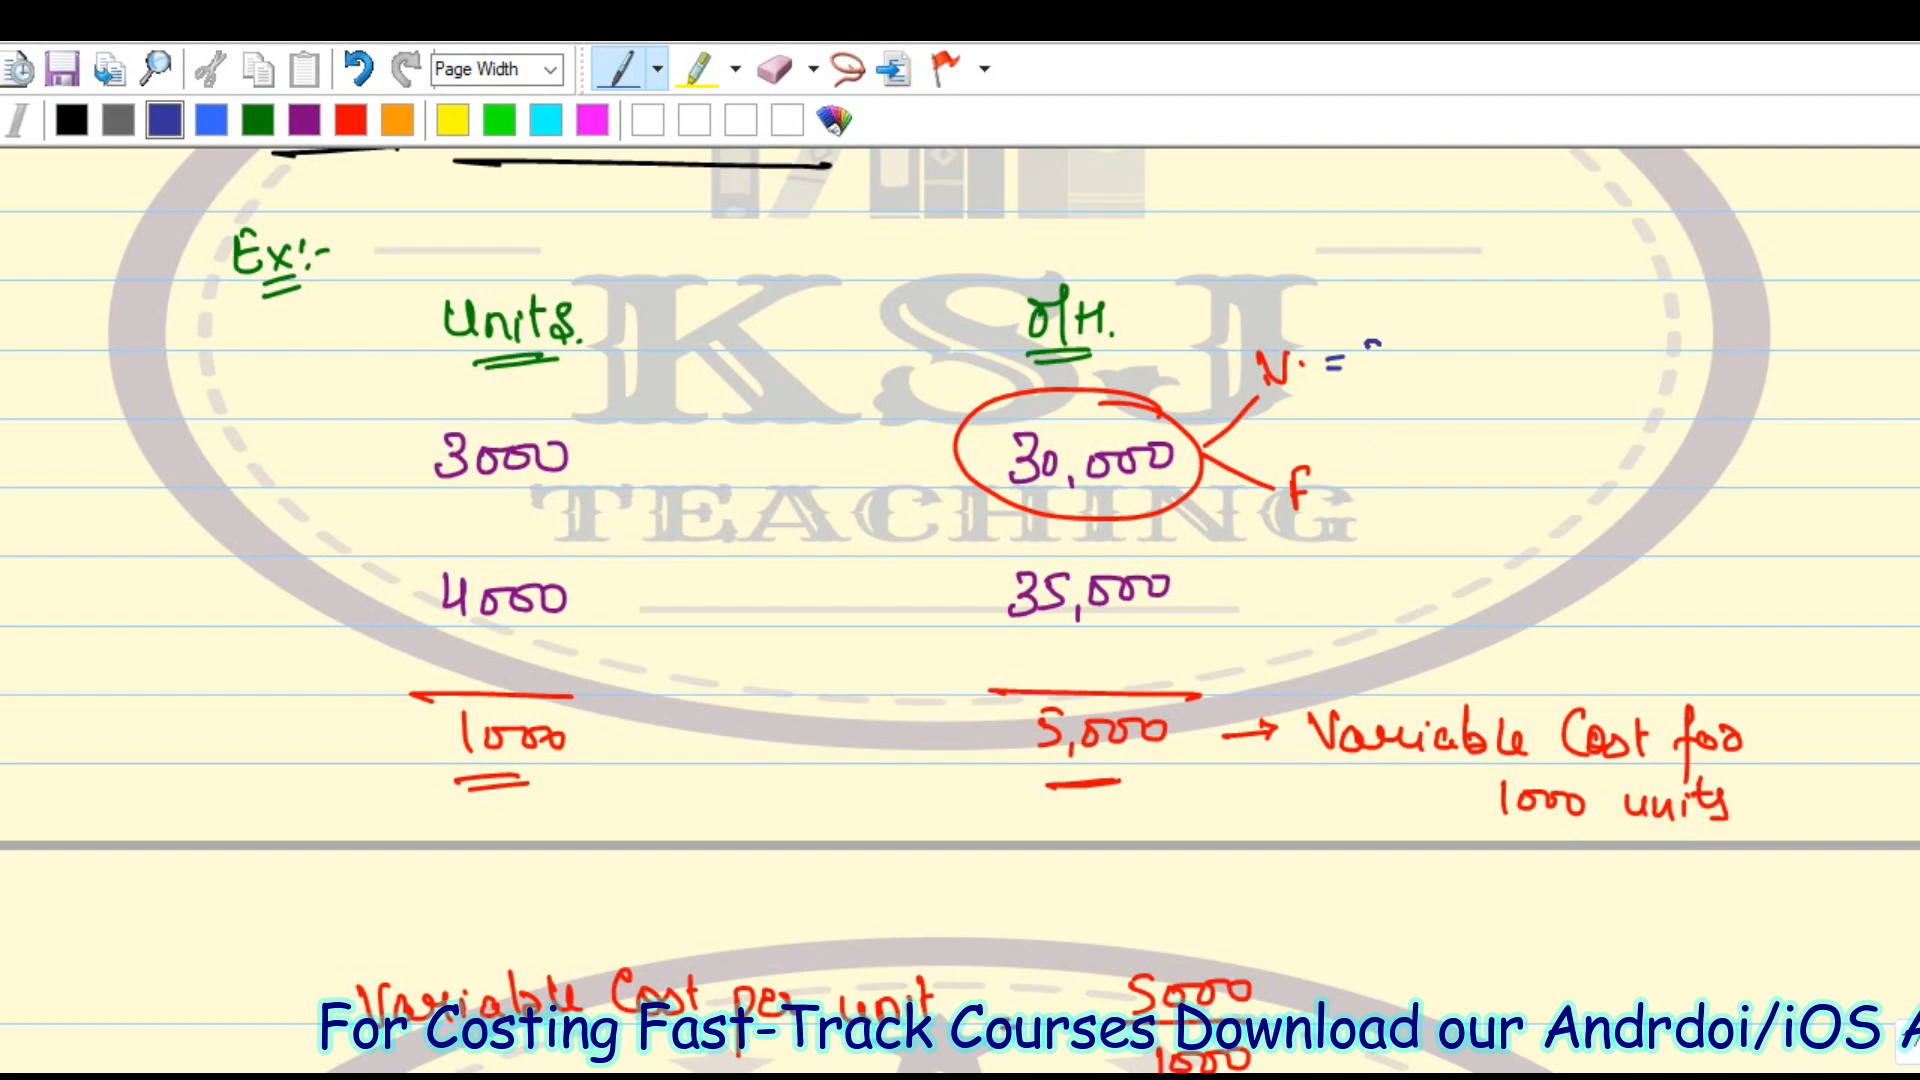 Page Width
Ex:-
Units. O/H.
V. =
3000 30,000
F
KSJ
TEACHING
4000 35,000
1000 5,000 → Variable Cost for
1000 units
Variable Cost per unit 5000
1000
For Costing Fast-Track Courses Download our Andrdoi/iOS A